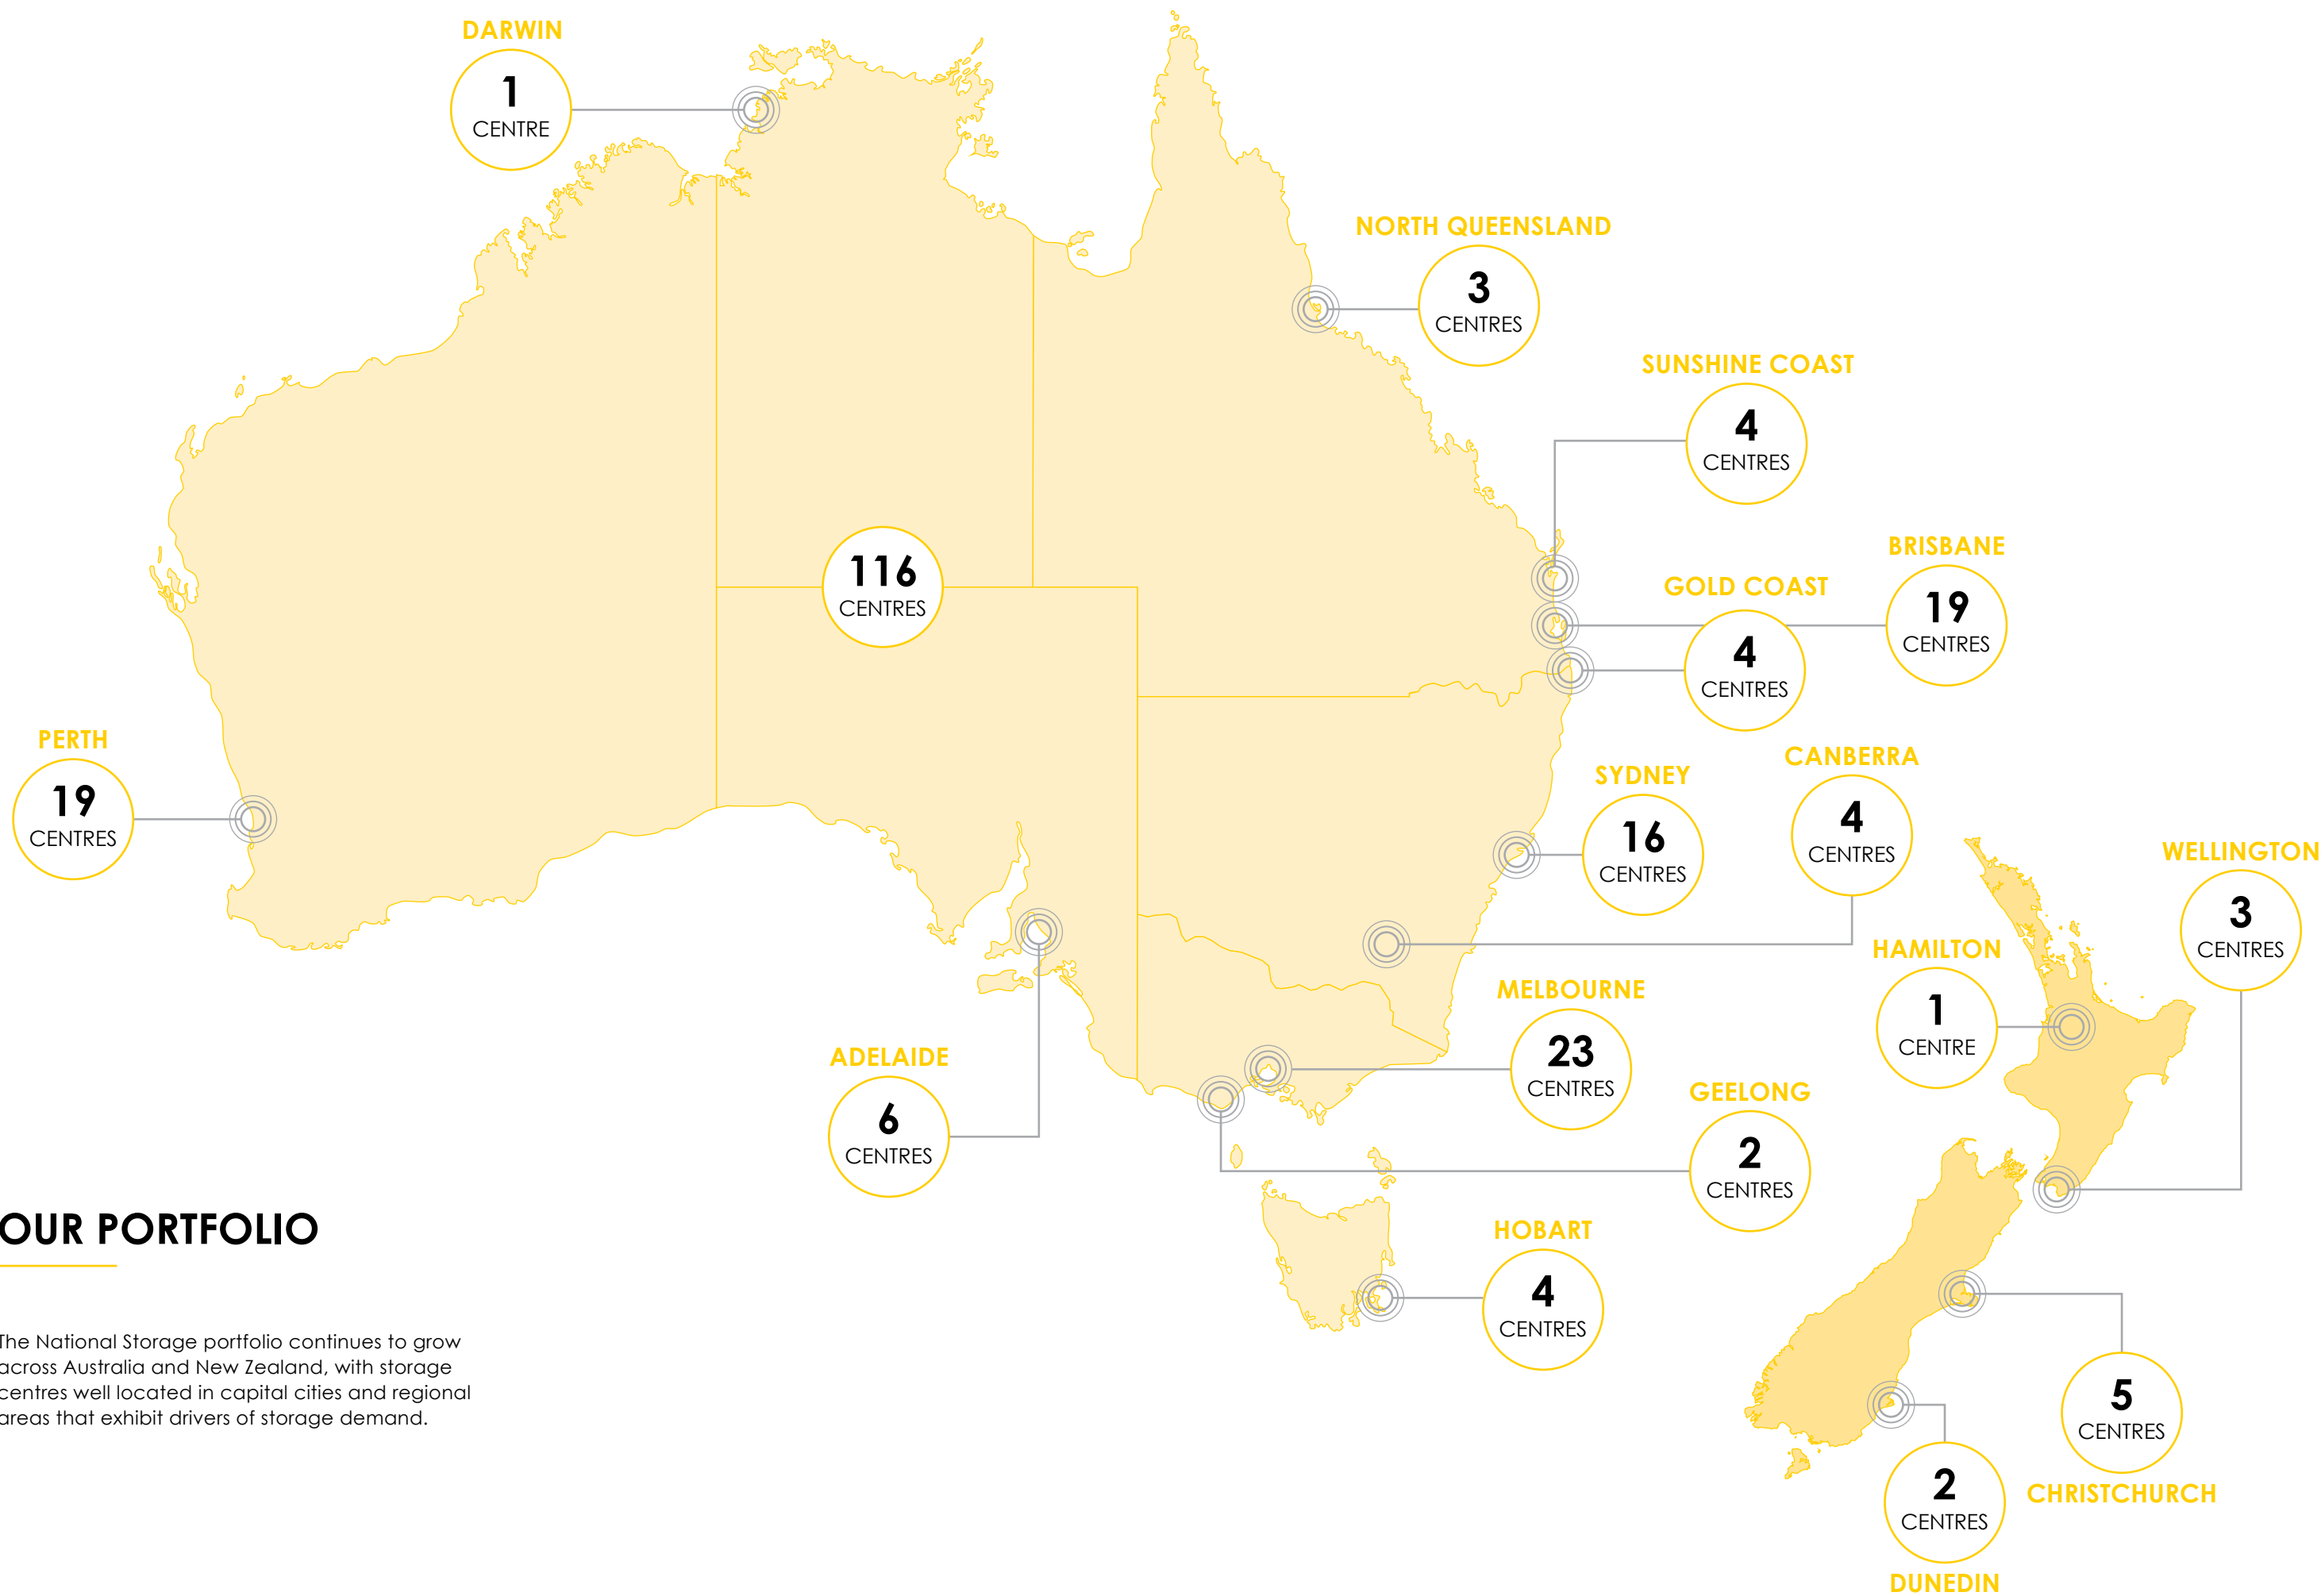 DARWIN
1
CENTRE
NORTH QUEENSLAND
3
CENTRES
SUNSHINE COAST
4
CENTRES
BRISBANE
19
CENTRES
GOLD COAST
4
CENTRES
116
CENTRES
PERTH
19
CENTRES
SYDNEY
16
CENTRES
CANBERRA
4
CENTRES
WELLINGTON
3
CENTRES
HAMILTON
1
CENTRE
MELBOURNE
23
CENTRES
ADELAIDE
6
CENTRES
GEELONG
2
CENTRES
HOBART
4
CENTRES
5
CENTRES
CHRISTCHURCH
2
CENTRES
DUNEDIN
OUR PORTFOLIO
The National Storage portfolio continues to grow
across Australia and New Zealand, with storage
centres well located in capital cities and regional
areas that exhibit drivers of storage demand.